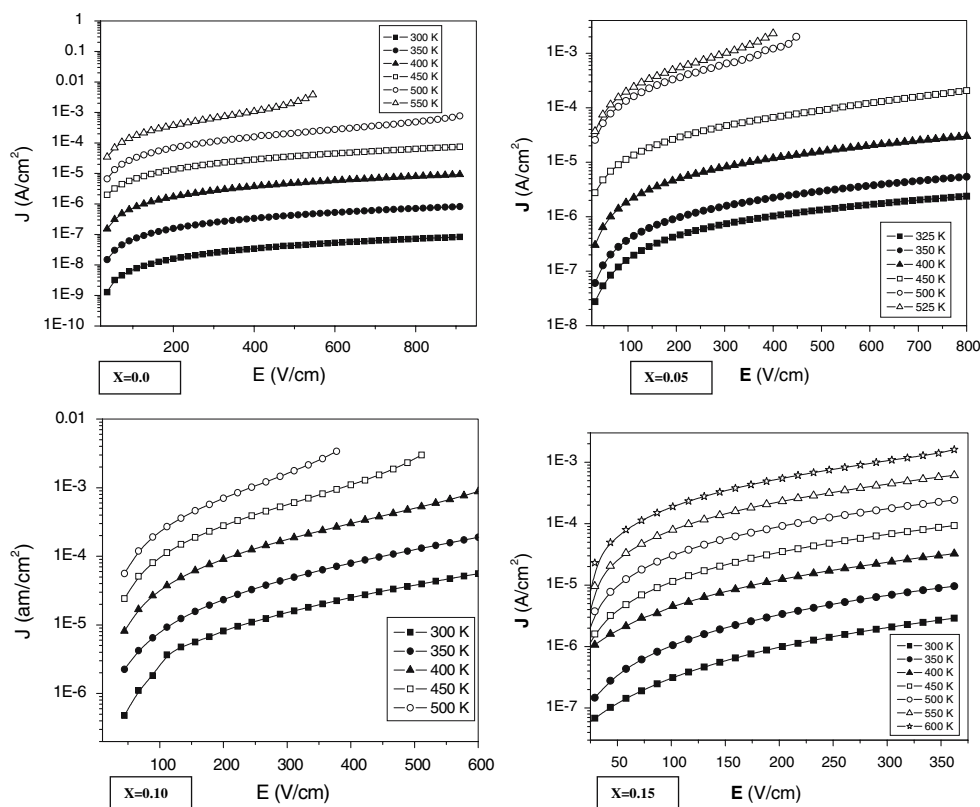 1
0.1
0.01
1E-3
1E-4
1E-5
1E-6
1E-7
1E-8
1E-9
1E-10
J (A/cm²)
300 K
350 K
400 K
450 K
500 K
550 K
200 400 600 800
E (V/cm)
X=0.0
1E-3
1E-4
1E-5
1E-6
1E-7
1E-8
J (A/cm²)
325 K
350 K
400 K
450 K
500 K
525 K
100 200 300 400 500 600 700 800
E (V/cm)
X=0.05
0.01
1E-3
1E-4
1E-5
1E-6
J (am/cm²)
300 K
350 K
400 K
450 K
500 K
0 100 200 300 400 500 600
E (V/cm)
X=0.10
1E-3
1E-4
1E-5
1E-6
1E-7
J (A/cm²)
300 K
350 K
400 K
450 K
500 K
550 K
600 K
50 100 150 200 250 300 350
E (V/cm)
X=0.15